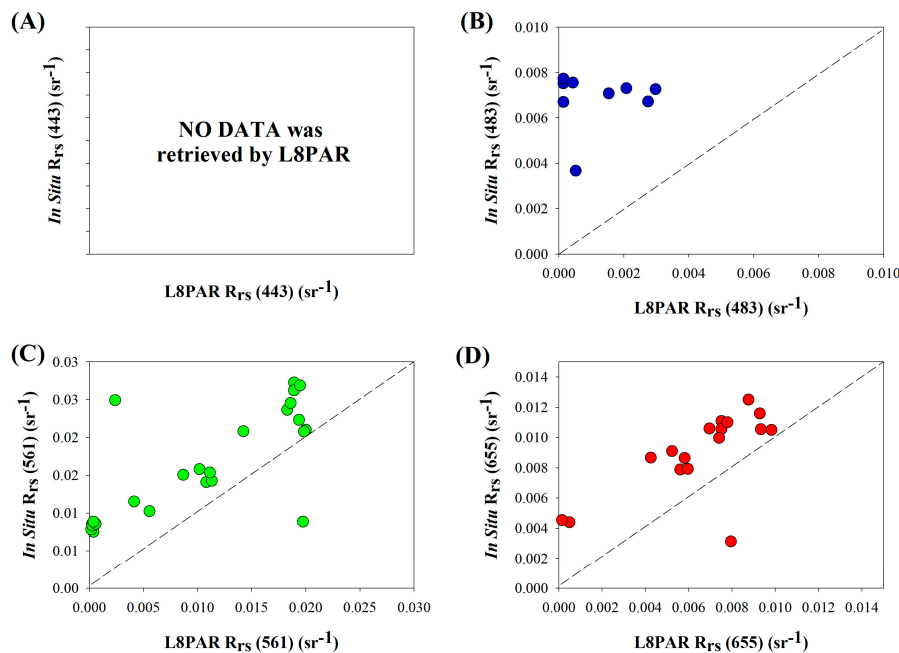 (A)
In Situ Rrs (443) (sr-1)
NO DATA was
retrieved by L8PAR
L8PAR Rrs (443) (sr-1)
(B)
In Situ Rrs (483) (sr-1)
0.010
0.008
0.006
0.004
0.002
0.000
0.000 0.002 0.004 0.006 0.008 0.010
L8PAR Rrs (483) (sr-1)
(C)
In Situ Rrs (561) (sr-1)
0.03
0.03
0.02
0.02
0.01
0.01
0.00
0.000 0.005 0.010 0.015 0.020 0.025 0.030
L8PAR Rrs (561) (sr-1)
(D)
In Situ Rrs (655) (sr-1)
0.014
0.012
0.010
0.008
0.006
0.004
0.002
0.000
0.000 0.002 0.004 0.006 0.008 0.010 0.012 0.014
L8PAR Rrs (655) (sr-1)